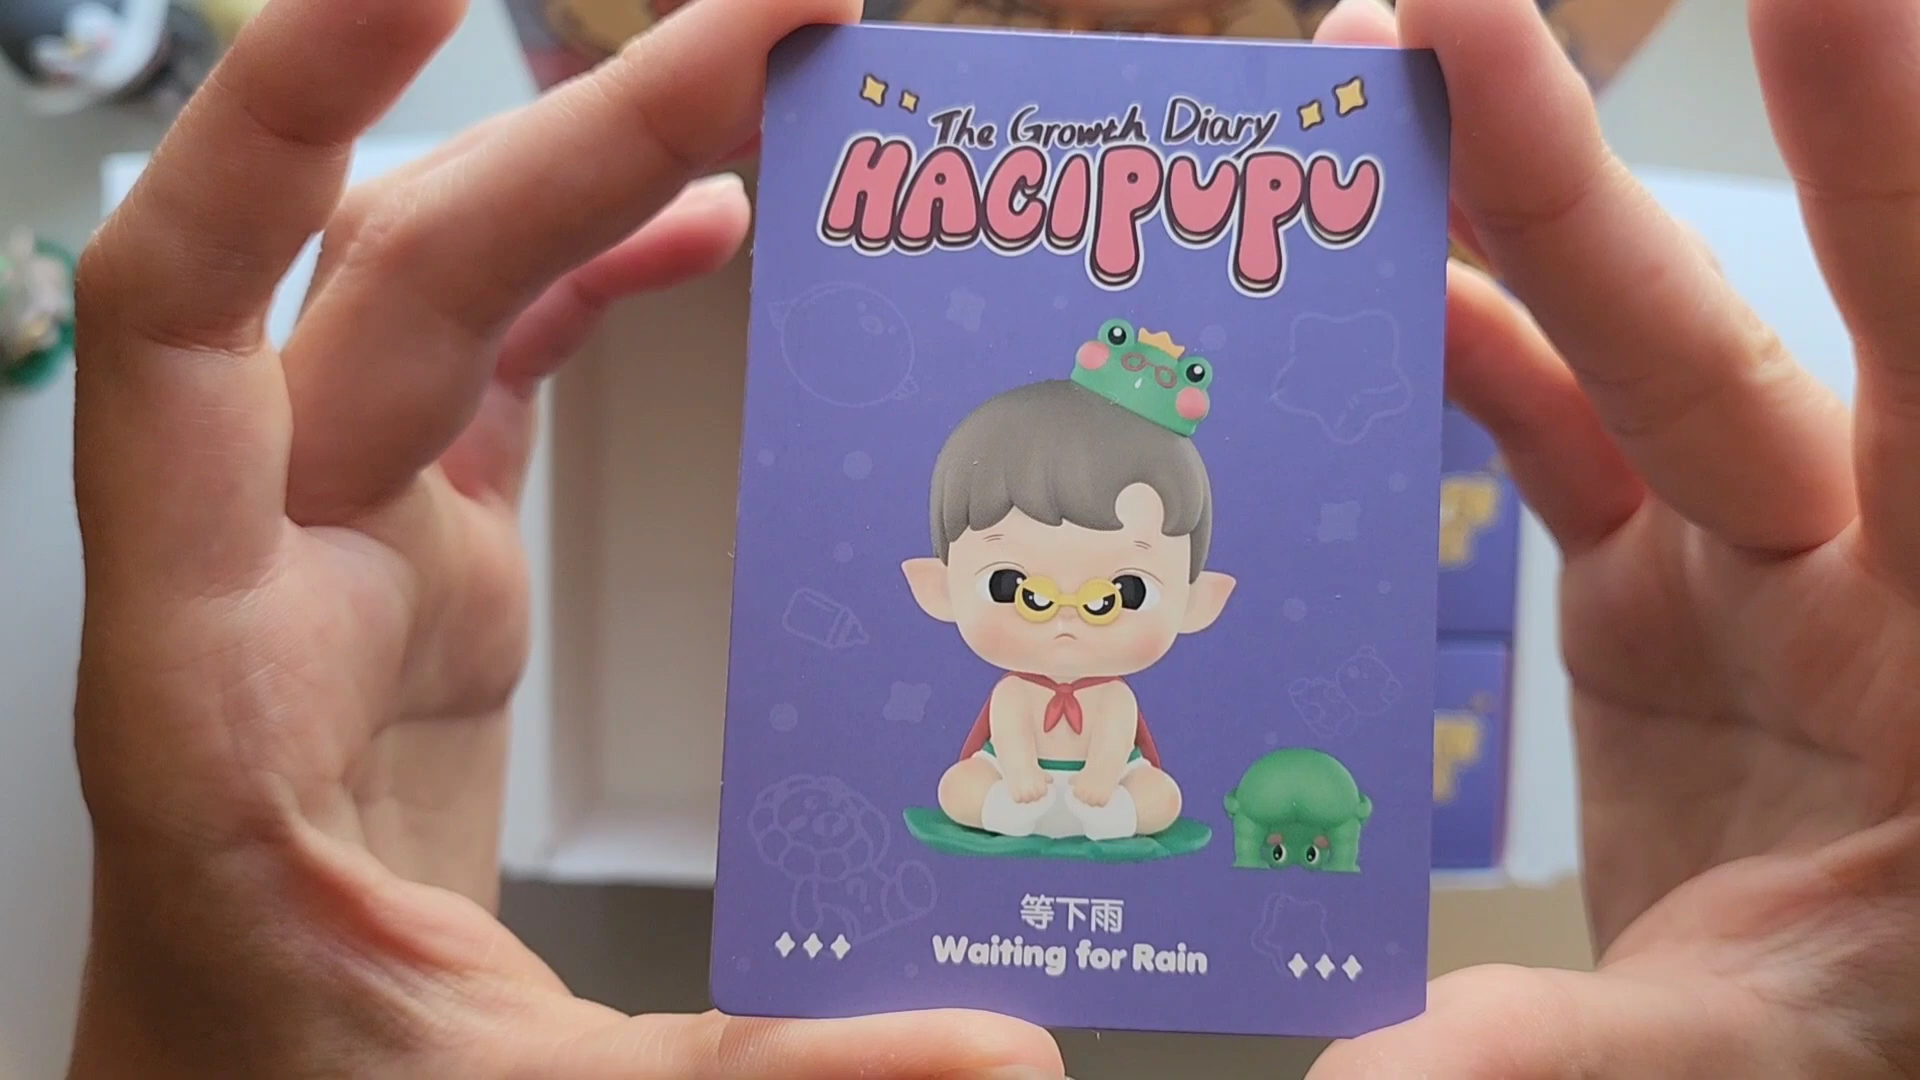 The Growth Diary
HACIPUPU
等下雨
Waiting for Rain